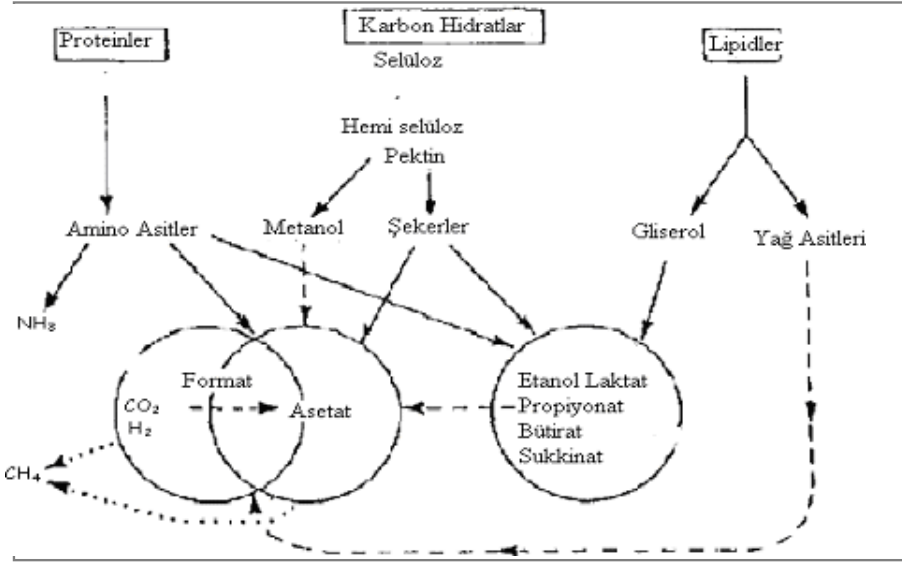 Proteinler
Karbon Hidratlar
Lipidler
Selüloz
Hemi selüloz
Pektin
Amino Asitler
Metanol
Şekerler
Gliserol
Yağ Asitleri
NH₃
Format
CO₂
H₂
Asetat
Etanol Laktat
Propiyonat
Bütirat
Sukkinat
CH₄